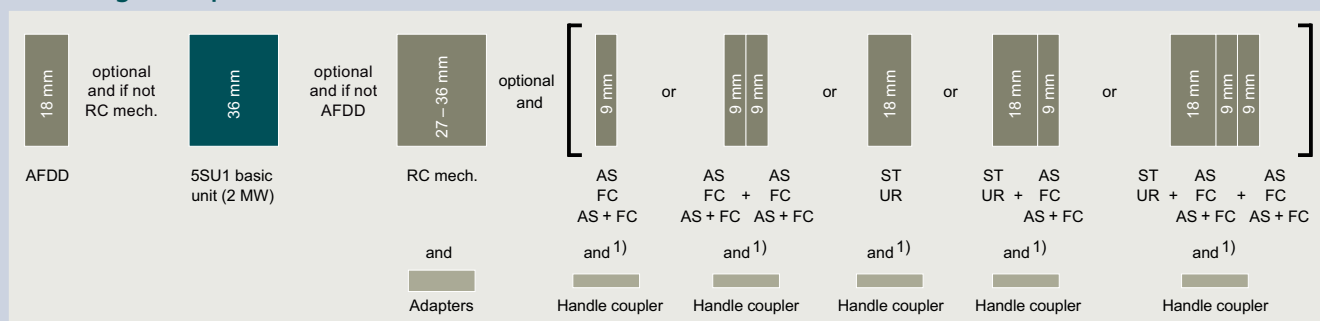 18 mm
optional
and if not
RC mech.
36 mm
optional
and if not
AFDD
27 – 36 mm
optional
and
9 mm
or
9 mm
9 mm
or
18 mm
or
18 mm
9 mm
or
18 mm
9 mm
9 mm
AFDD
5SU1 basic
unit (2 MW)
RC mech.
AS
FC
AS + FC
AS AS
FC + FC
AS + FC AS + FC
ST
UR
ST AS
UR + FC
AS + FC
ST AS AS
UR + FC + FC
AS + FC AS + FC
and
and 1)
and 1)
and 1)
and 1)
and 1)
Adapters
Handle coupler
Handle coupler
Handle coupler
Handle coupler
Handle coupler